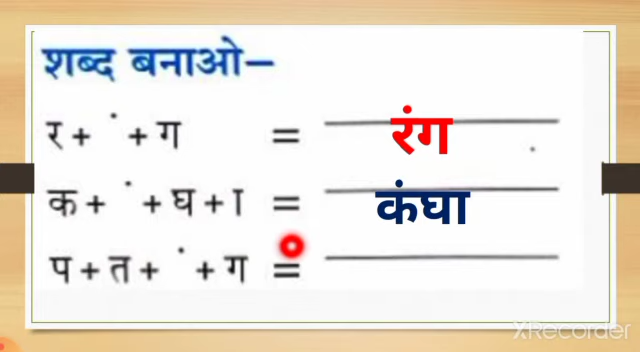 शब्द बनाओ–
र + ं + ग = रंग
क + ं + घ + ा = कंघा
प + त + ं + ग =
XRecorder